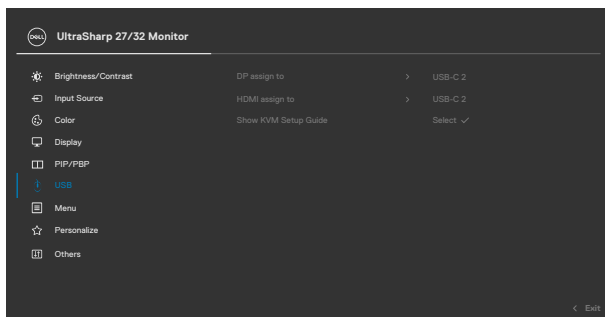 DELL UltraSharp 27/32 Monitor
Brightness/Contrast DP assign to > USB-C 2
Input Source HDMI assign to > USB-C 2
Color Show KVM Setup Guide Select ✓
Display
PIP/PBP
USB
Menu
Personalize
Others
< Exit